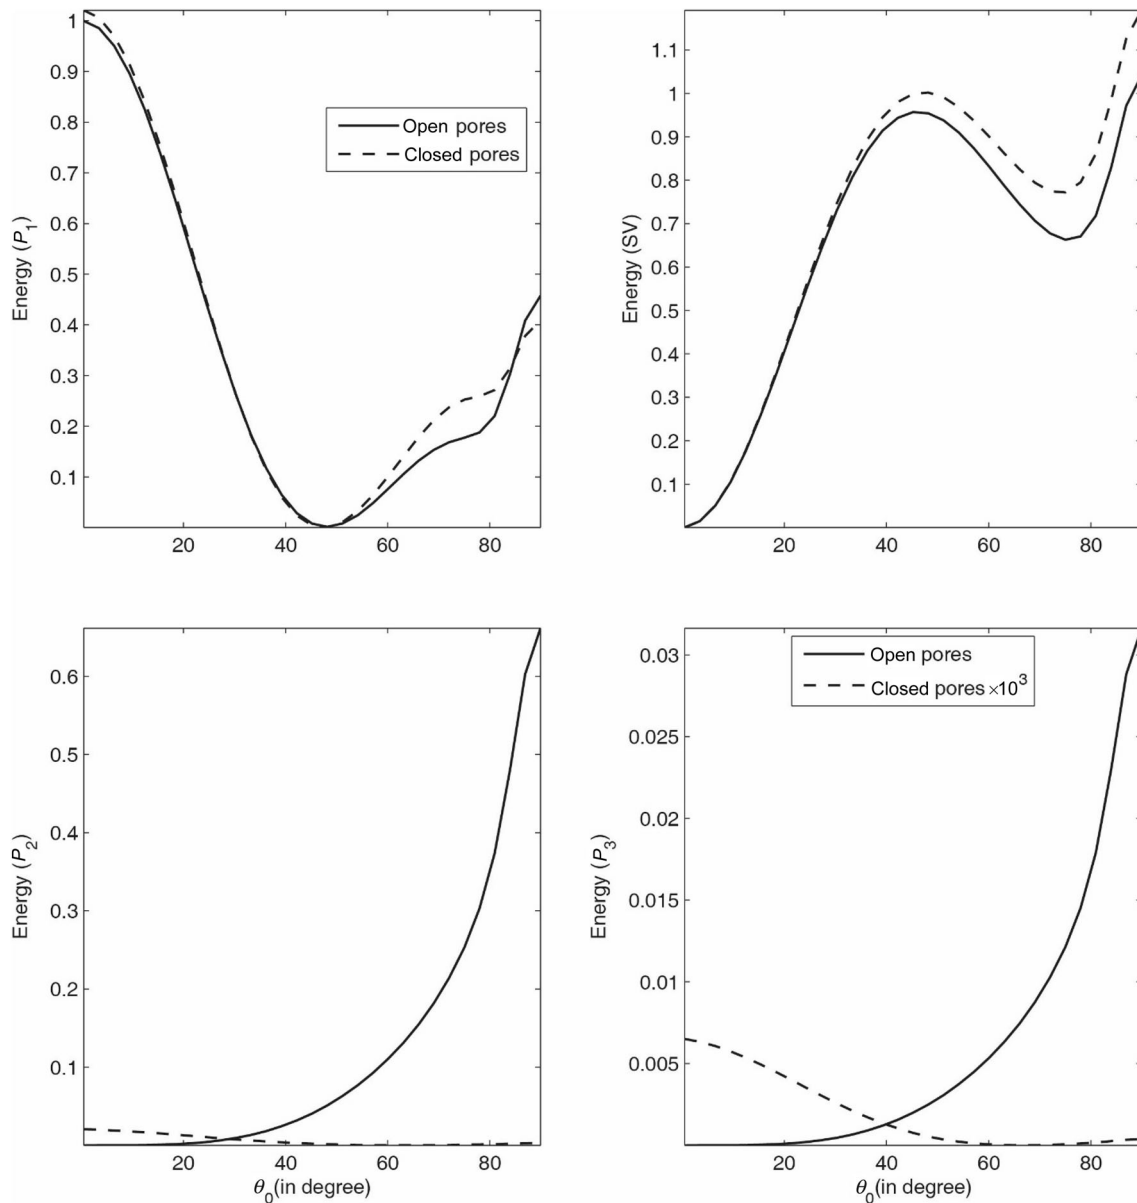 1
0.9
0.8
0.7
0.6
0.5
0.4
0.3
0.2
0.1
Energy (P1)
Open pores
Closed pores
20 40 60 80
1.1
1
0.9
0.8
0.7
0.6
0.5
0.4
0.3
0.2
0.1
Energy (SV)
20 40 60 80
0.6
0.5
0.4
0.3
0.2
0.1
Energy (P2)
20 40 60 80
θ0(in degree)
0.03
0.025
0.02
0.015
0.01
0.005
Energy (P3)
Open pores
Closed pores ×10³
20 40 60 80
θ0(in degree)